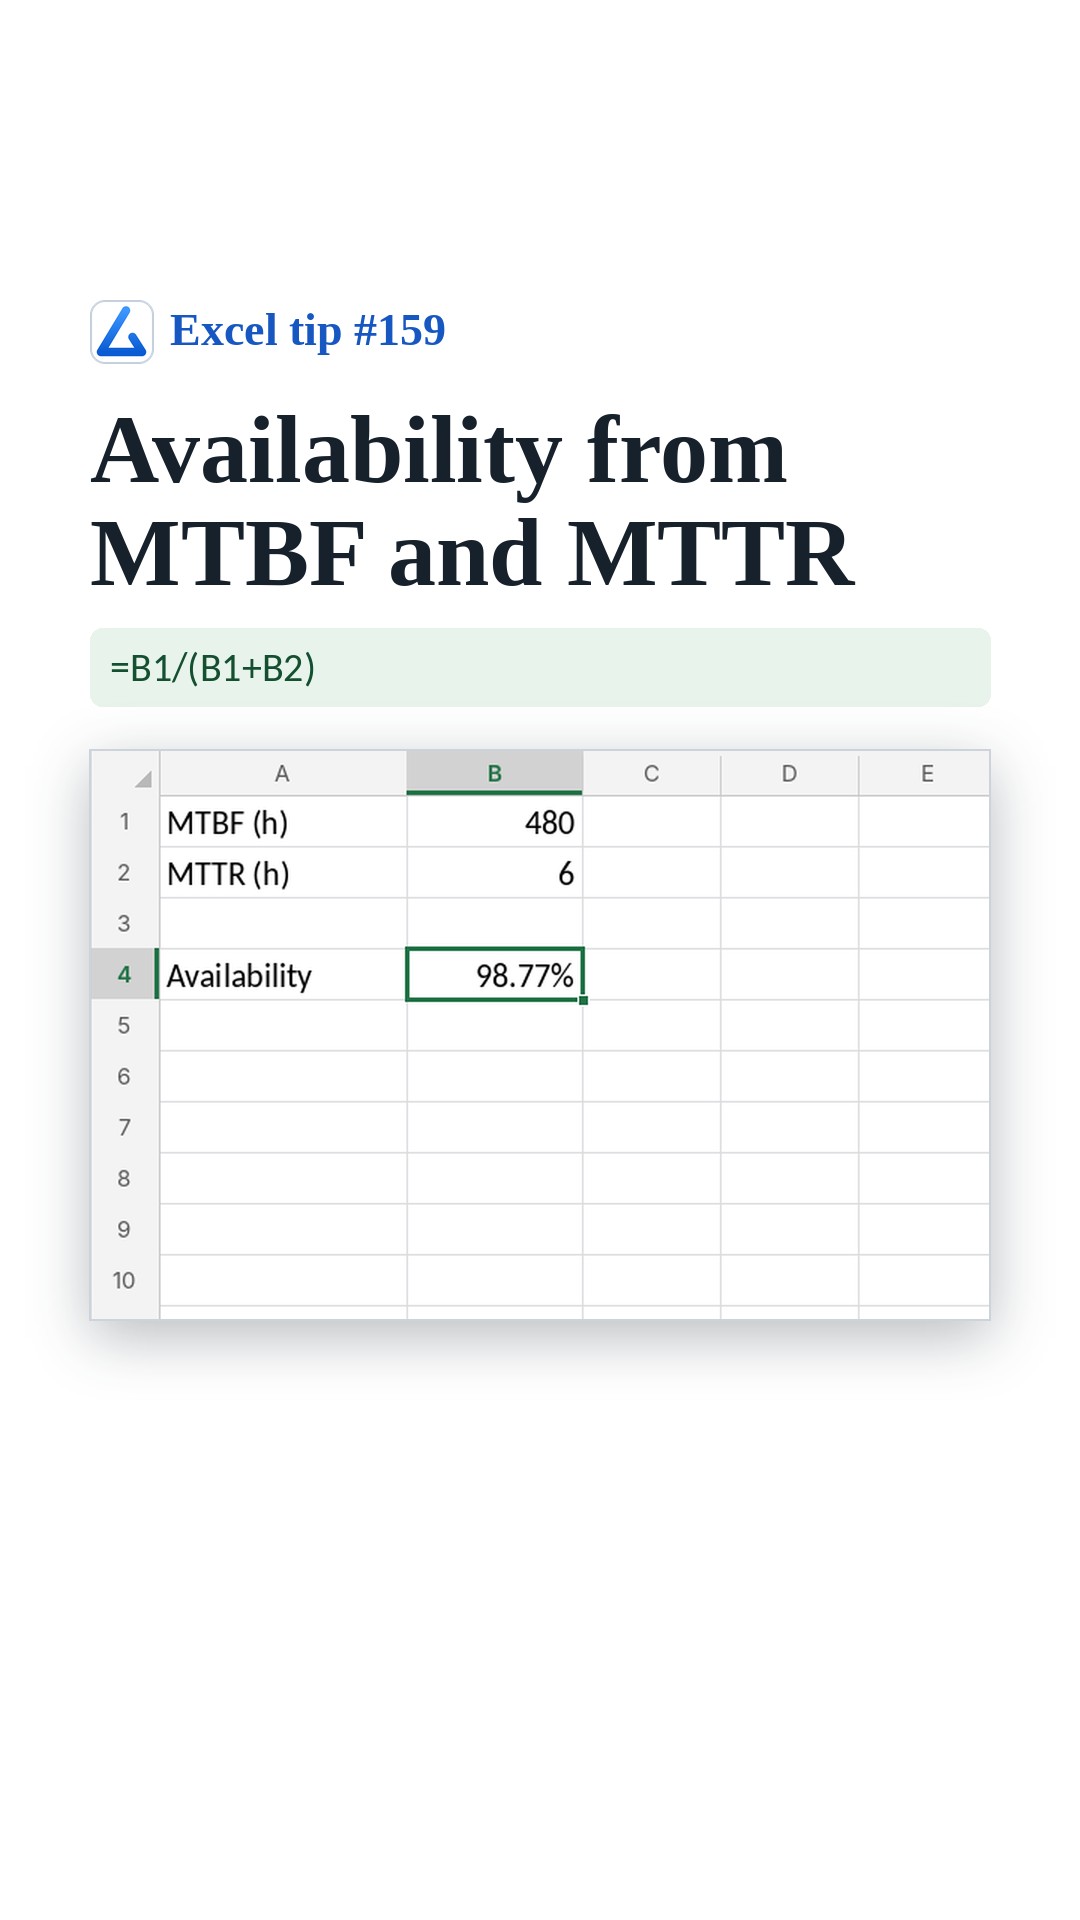 Excel tip #159
Availability from
MTBF and MTTR
=B1/(B1+B2)
A B C D E
1 MTBF (h) 480
2 MTTR (h) 6
3
4 Availability 98.77%
5
6
7
8
9
10